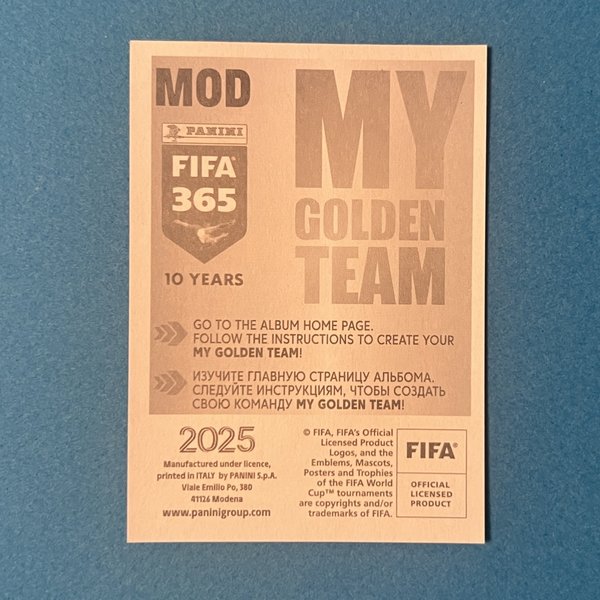 MOD
PANINI
FIFA
365
10 YEARS
MY
GOLDEN
TEAM
GO TO THE ALBUM HOME PAGE.
FOLLOW THE INSTRUCTIONS TO CREATE YOUR
MY GOLDEN TEAM!
ИЗУЧИТЕ ГЛАВНУЮ СТРАНИЦУ АЛЬБОМА.
СЛЕДУЙТЕ ИНСТРУКЦИЯМ, ЧТОБЫ СОЗДАТЬ
СВОЮ КОМАНДУ MY GOLDEN TEAM!
2025
Manufactured under licence,
printed in ITALY by PANINI S.p.A.
Viale Emilio Po, 380
41126 Modena
www.paninigroup.com
© FIFA, FIFA's Official
Licensed Product
Logos, and the
Emblems, Mascots,
Posters and Trophies
of the FIFA World
Cup™ tournaments
are copyrights and/or
trademarks of FIFA.
FIFA®
OFFICIAL
LICENSED
PRODUCT